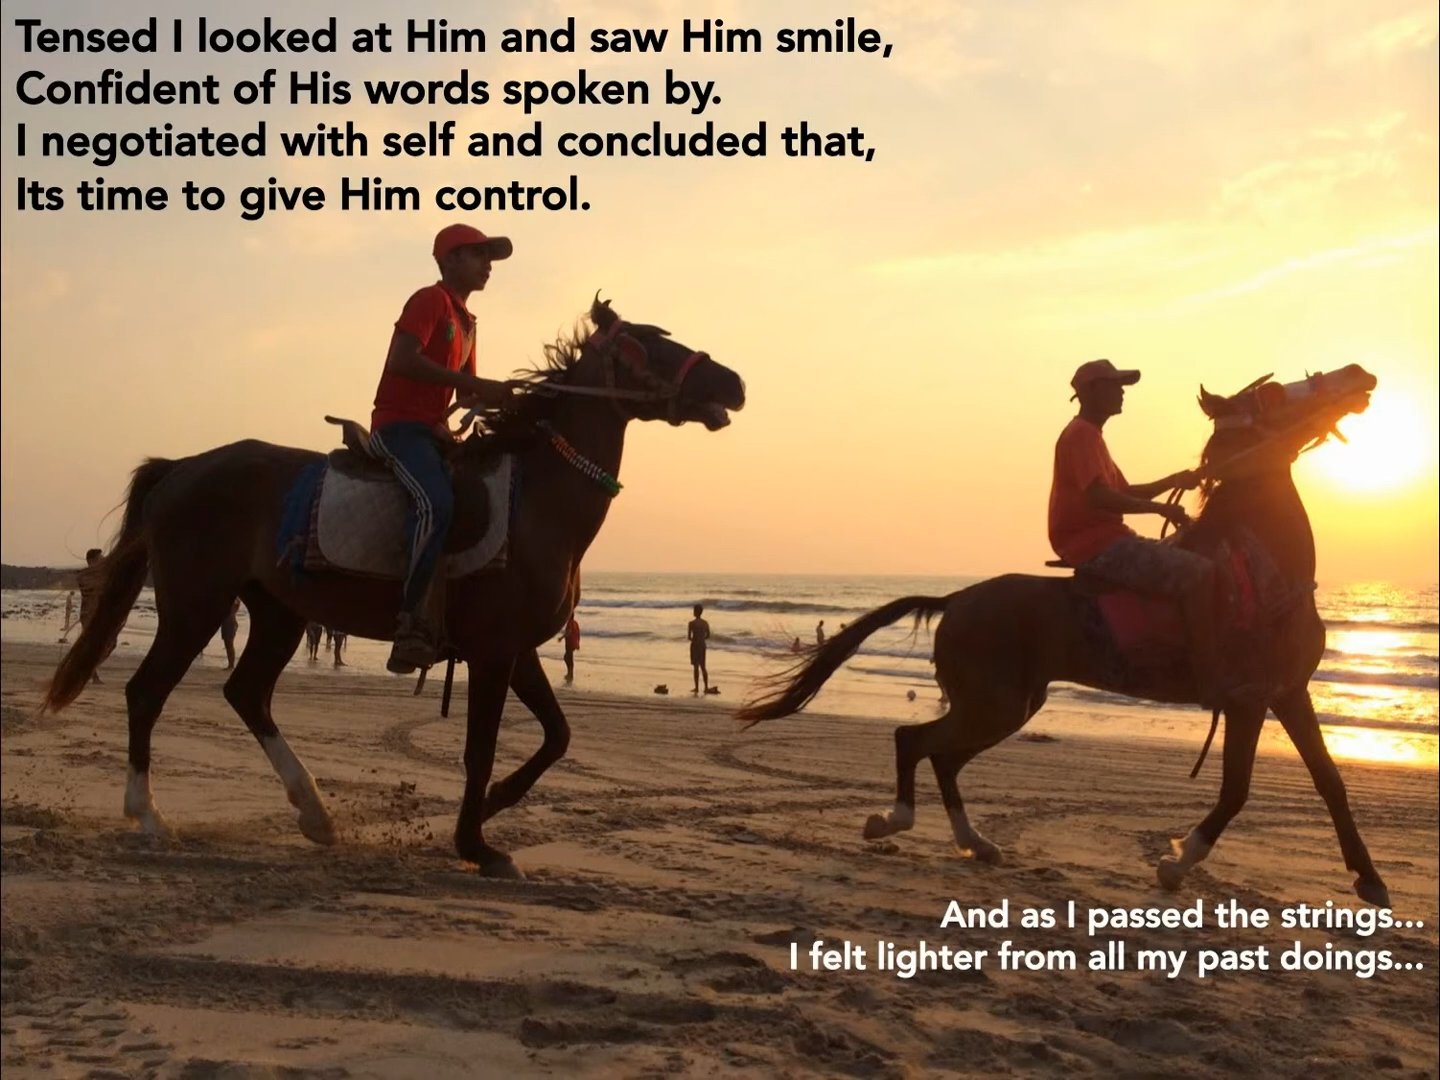 Tensed I looked at Him and saw Him smile,
Confident of His words spoken by.
I negotiated with self and concluded that,
Its time to give Him control.
And as I passed the strings...
I felt lighter from all my past doings...